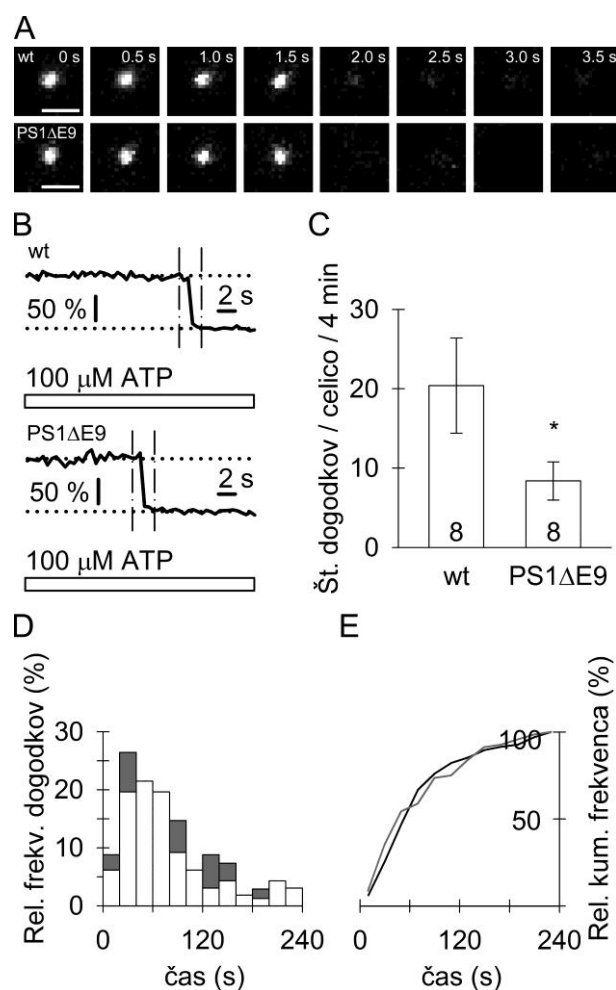 A
wt 0 s 0.5 s 1.0 s 1.5 s 2.0 s 2.5 s 3.0 s 3.5 s
PS1ΔE9
B
wt
50 % 2 s
100 μM ATP
PS1ΔE9
50 % 2 s
100 μM ATP
C
Št. dogodkov / celico / 4 min
30
20
10
0
*
8 8
wt PS1ΔE9
D
Rel. frekv. dogodkov (%)
30
20
10
0
0 120 240
čas (s)
E
Rel. kum. frekvenca (%)
100
50
0 120 240
čas (s)